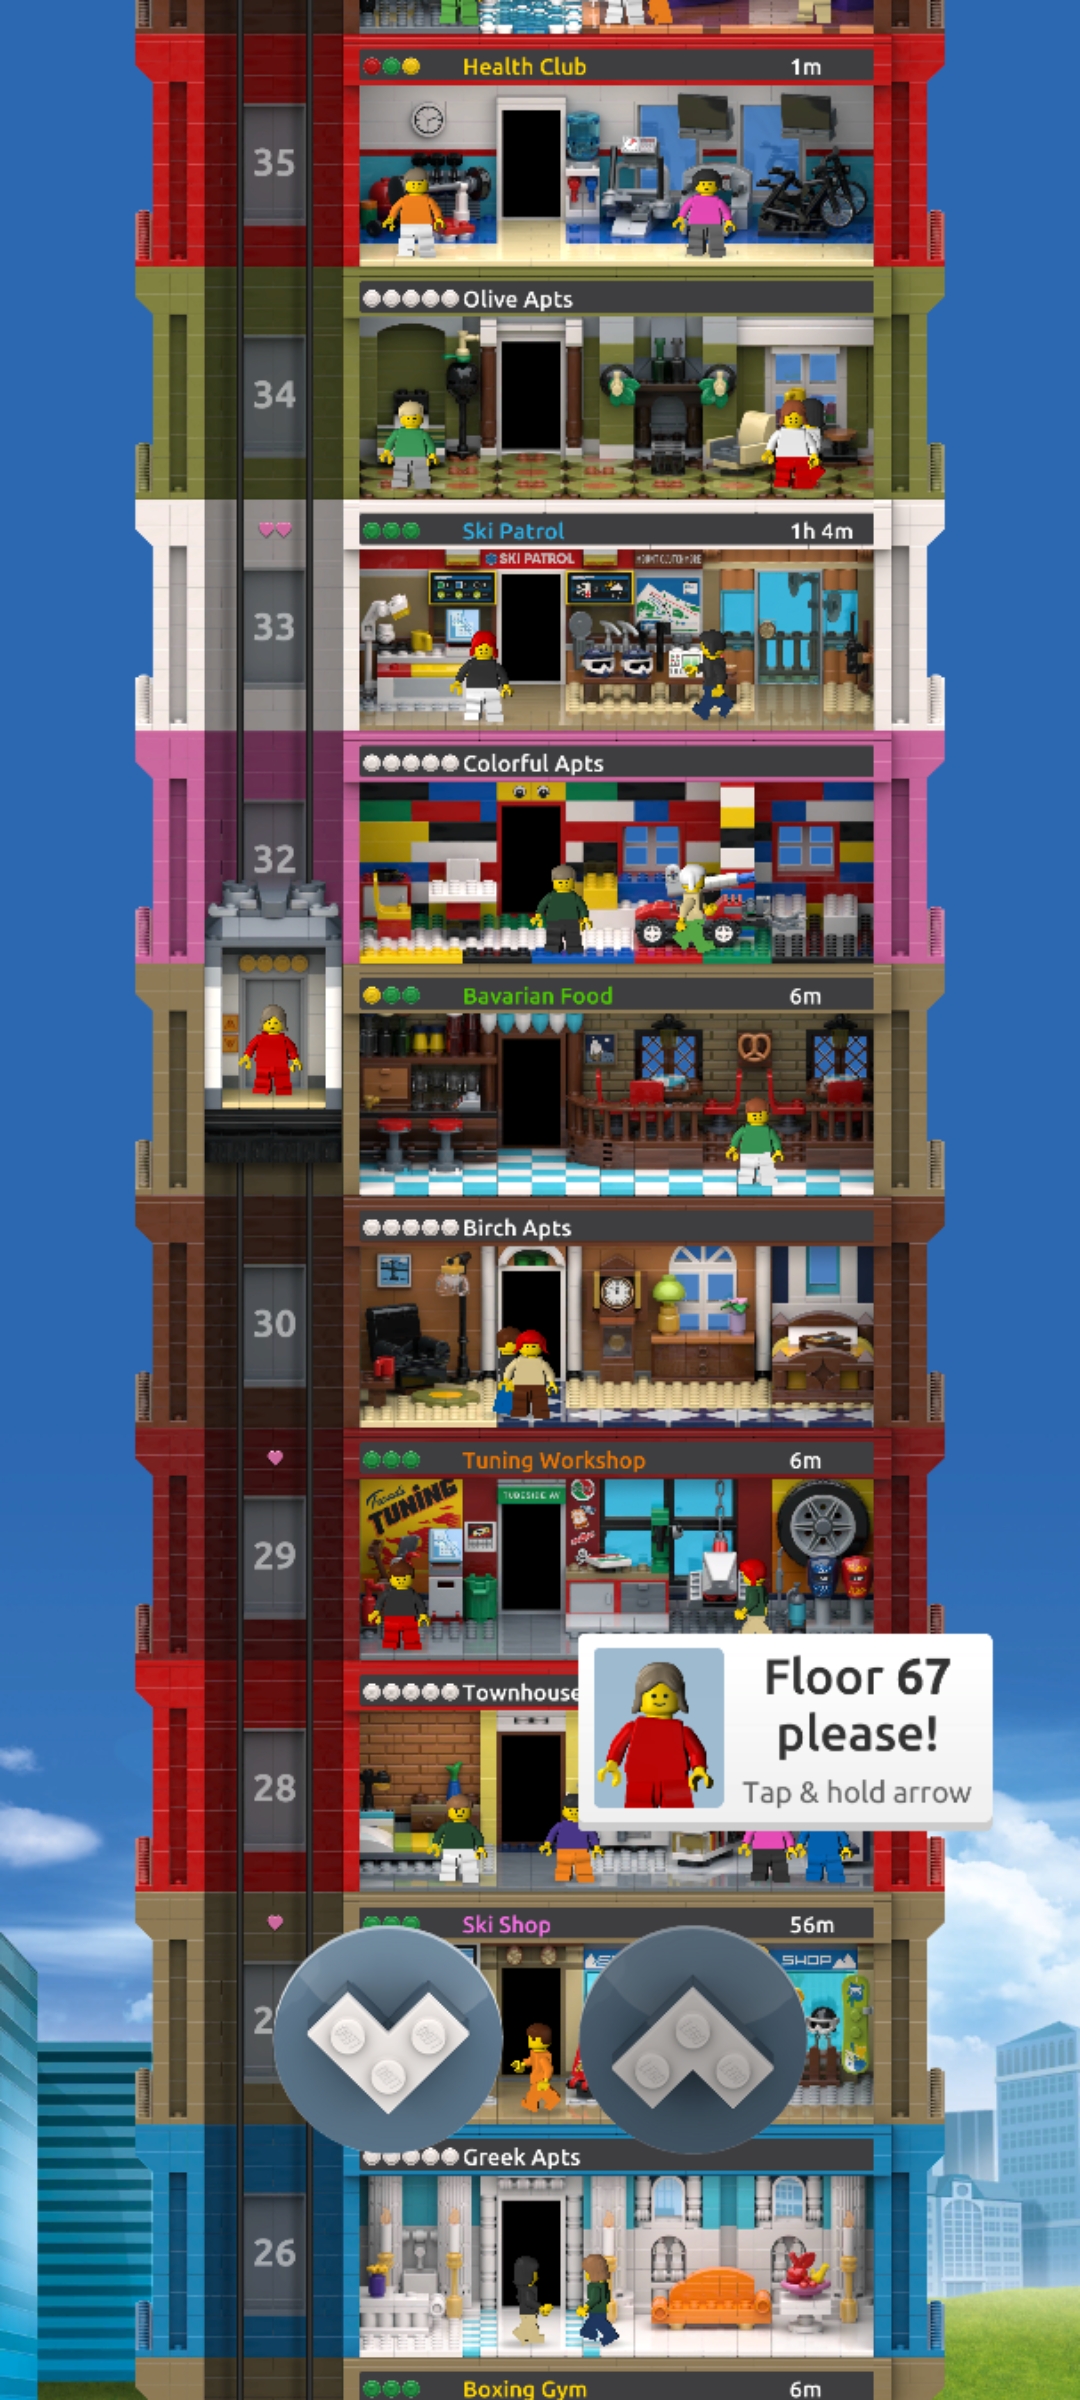 Health Club 1m
35
Olive Apts
34
Ski Patrol 1h 4m
SKI PATROL
33
Colorful Apts
32
Bavarian Food 6m
Birch Apts
30
Tuning Workshop 6m
TUNING
29
Townhouse
Floor 67
please!
Tap & hold arrow
28
Ski Shop 56m
SHOP
2
Greek Apts
26
Boxing Gym 6m